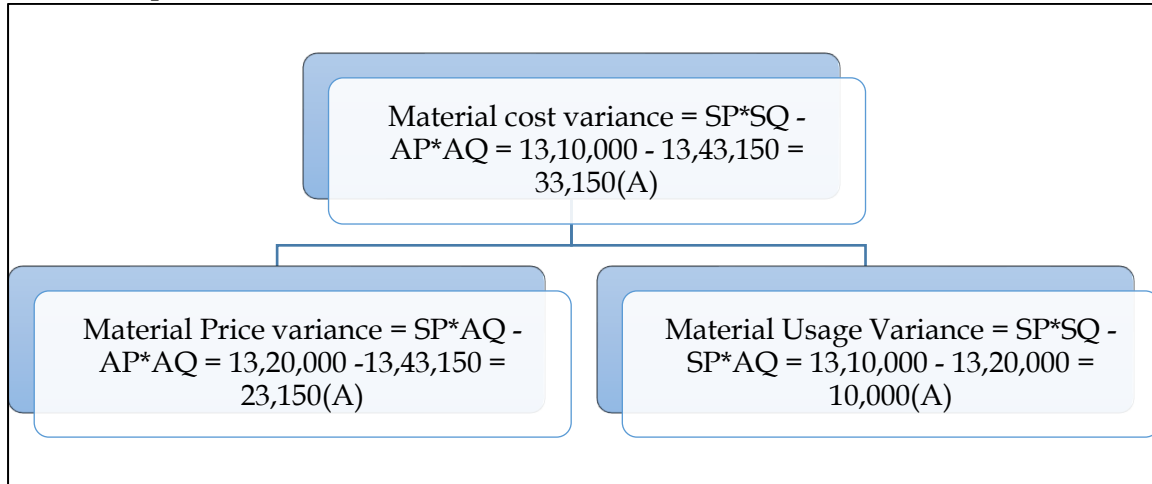 Material cost variance = SP*SQ -
AP*AQ = 13,10,000 - 13,43,150 =
33,150(A)
Material Price variance = SP*AQ -
AP*AQ = 13,20,000 -13,43,150 =
23,150(A)
Material Usage Variance = SP*SQ -
SP*AQ = 13,10,000 - 13,20,000 =
10,000(A)